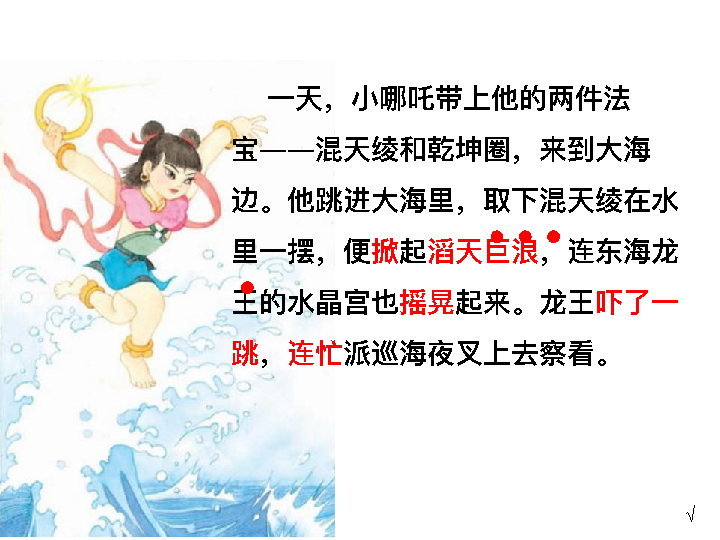 一天，小哪吒带上他的两件法
宝——混天绫和乾坤圈，来到大海
边。他跳进大海里，取下混天绫在水
里一摆，便掀起滔天巨浪，连东海龙
王的水晶宫也摇晃起来。龙王吓了一
跳，连忙派巡海夜叉上去察看。
√